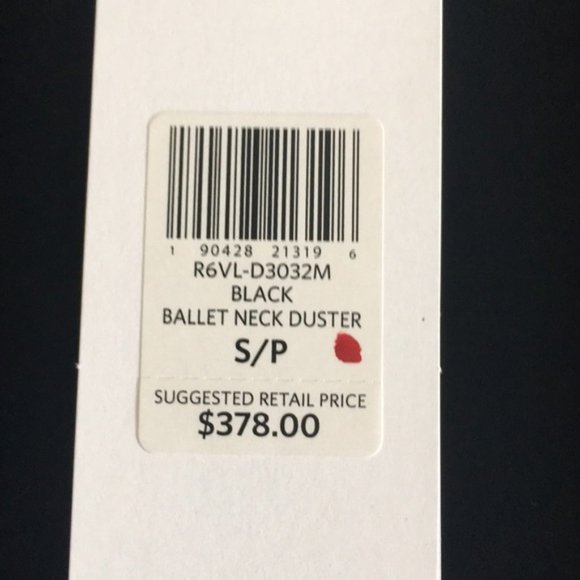 1 90428 21319 6
R6VL-D3032M
BLACK
BALLET NECK DUSTER
S/P
SUGGESTED RETAIL PRICE
$378.00